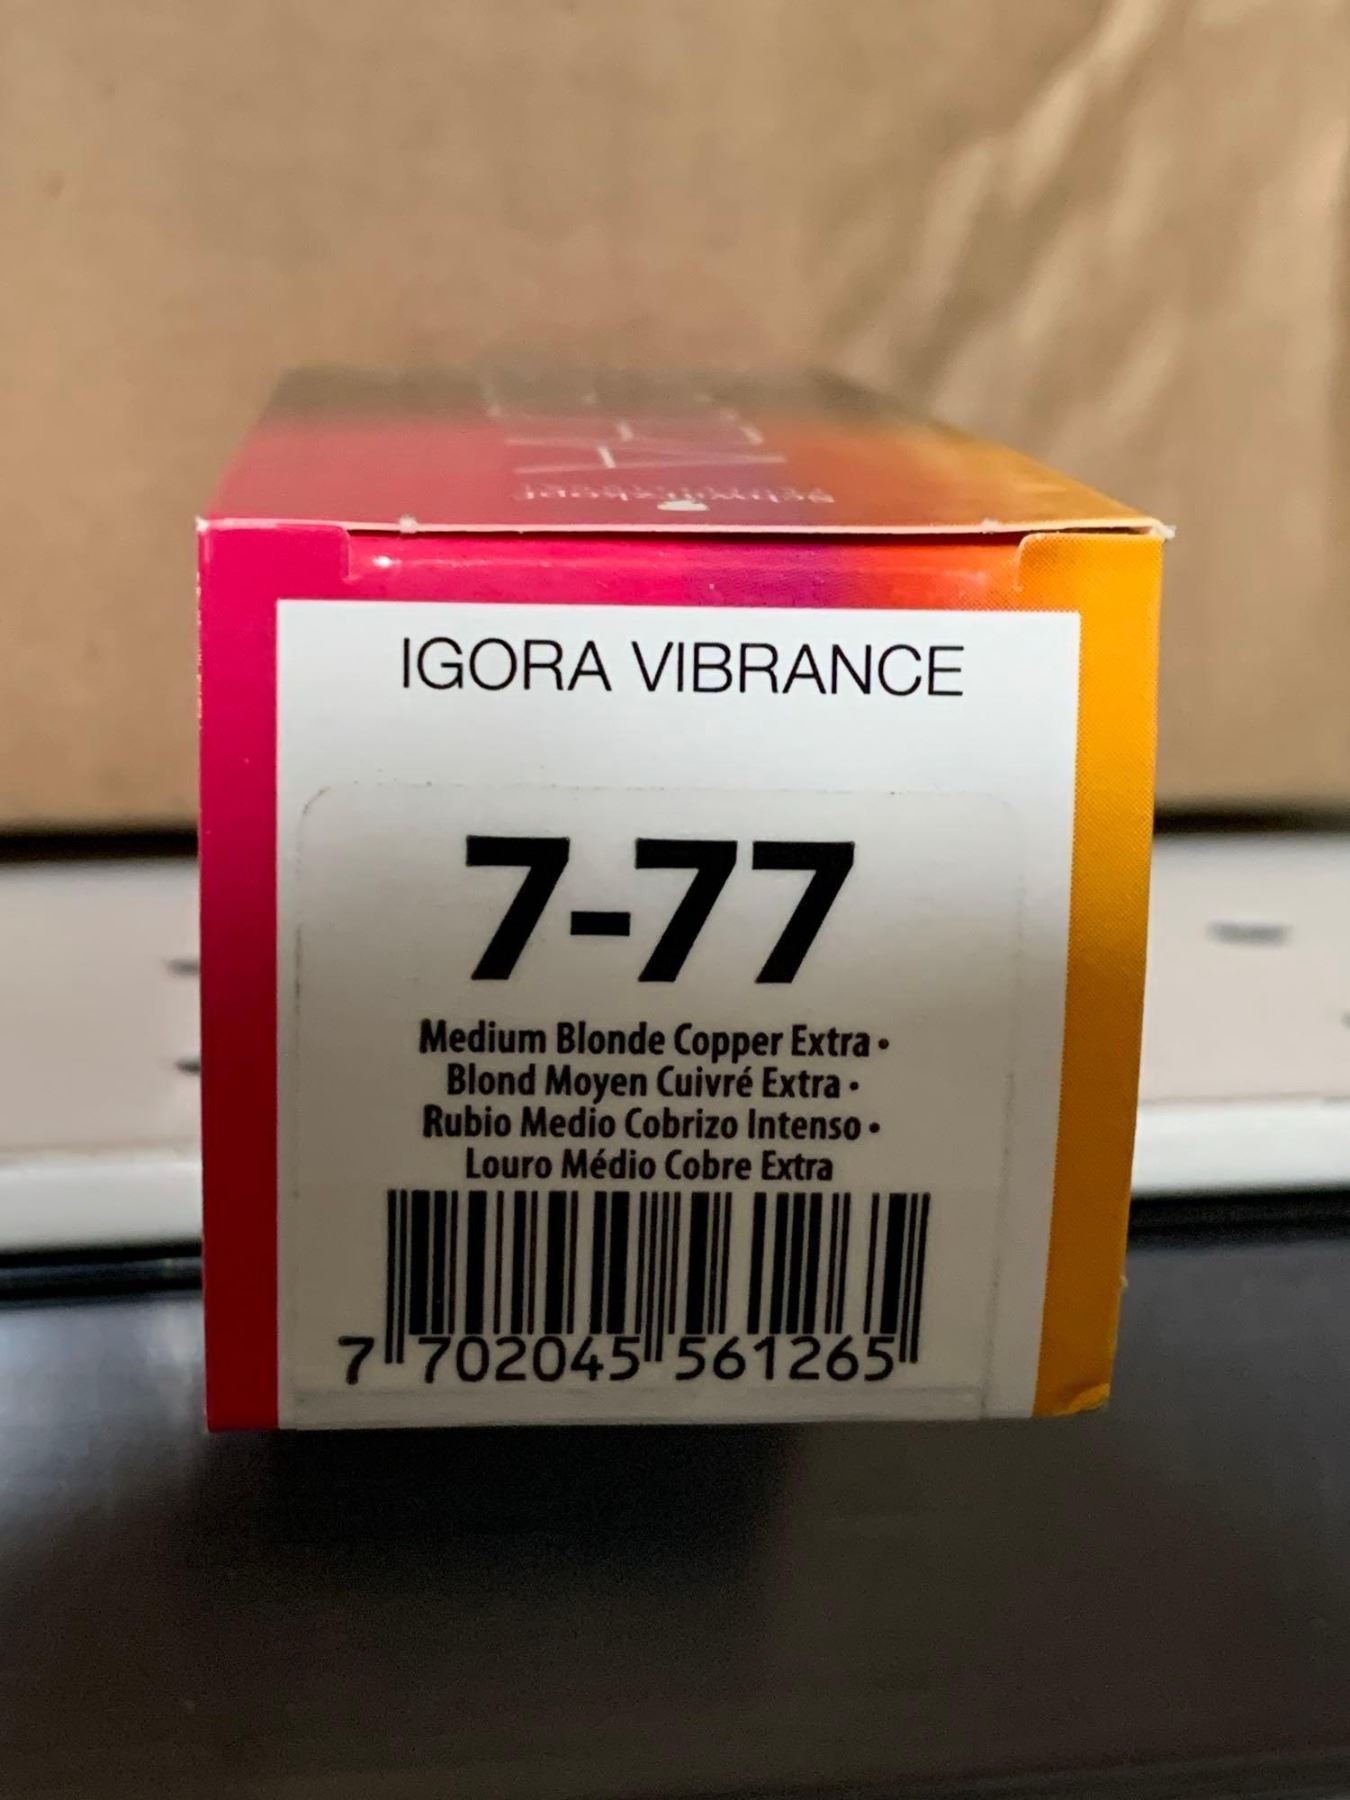 schwarzkopf
IGORA VIBRANCE
7-77
Medium Blonde Copper Extra •
Blond Moyen Cuivré Extra •
Rubio Medio Cobrizo Intenso •
Louro Médio Cobre Extra
7 702045 561265